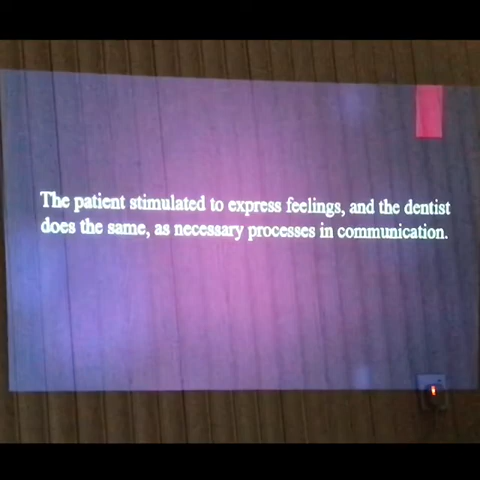 The patient stimulated to express feelings, and the dentist
does the same, as necessary processes in communication.